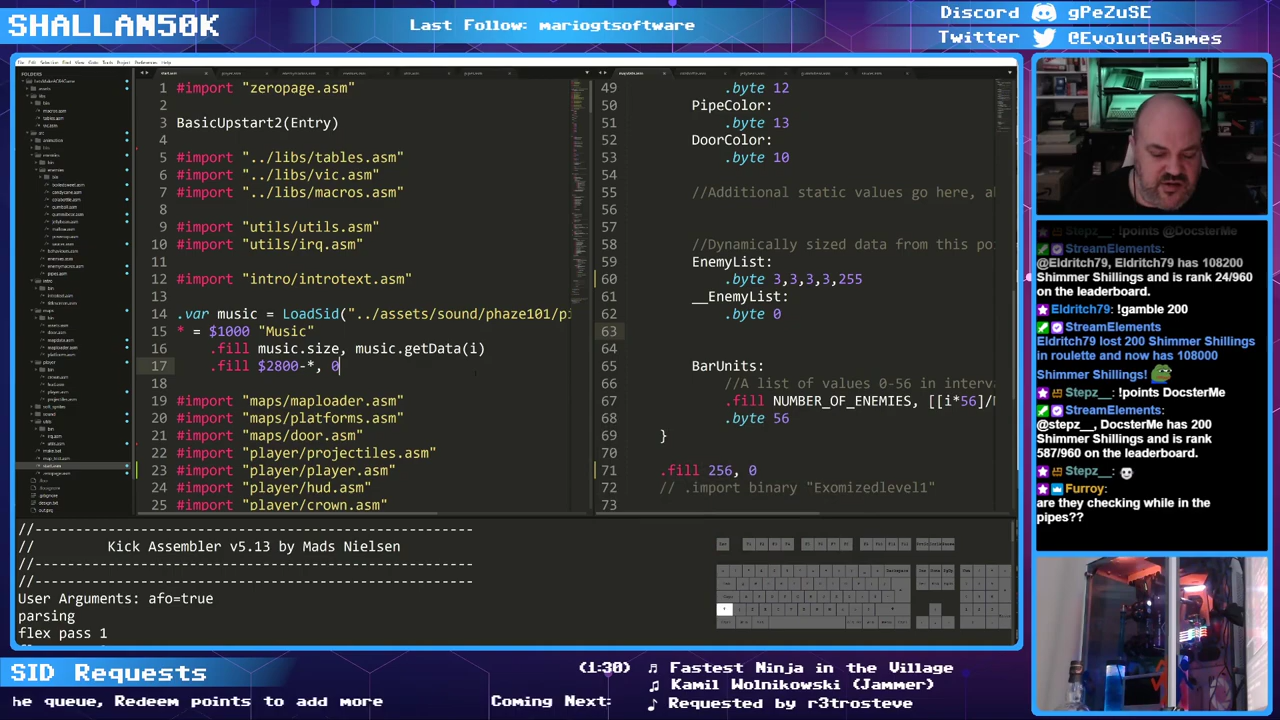 SHALLAN50K
Last Follow: mariogtsoftware
Discord gPeZuSE
Twitter @EvoluteGames
FOLDERS
1 #import "zeropage.asm"
2
3 BasicUpstart2(Entry)
4
5 #import "../libs/tables.asm"
6 #import "../libs/vic.asm"
7 #import "../libs/macros.asm"
8
9 #import "utils/utils.asm"
10 #import "utils/irq.asm"
11
12 #import "intro/introtext.asm"
13
14 .var music = LoadSid("../assets/sound/phaze101/pi
15 * = $1000 "Music"
16 .fill music.size, music.getData(i)
17 .fill $2800-*, 0
18
19 #import "maps/maploader.asm"
20 #import "maps/platforms.asm"
21 #import "maps/door.asm"
22 #import "player/projectiles.asm"
23 #import "player/player.asm"
24 #import "player/hud.asm"
25 #import "player/crown.asm"
49 .byte 12
50 PipeColor:
51 .byte 13
52 DoorColor:
53 .byte 10
54
55 //Additional static values go here, al
56
57
58 //Dynamically sized data from this po
59 EnemyList:
60 .byte 3,3,3,3,255
61 __EnemyList:
62 .byte 0
63
64
65 BarUnits:
66 //A list of values 0-56 in interv
67 .fill NUMBER_OF_ENEMIES, [[i*56]/N
68 .byte 56
69 }
70
71 .fill 256, 0
72 // .import binary "Exomizedlevel1"
73
//------------------------------------------------------
// Kick Assembler v5.13 by Mads Nielsen
//------------------------------------------------------
//------------------------------------------------------
User Arguments: afo=true
parsing
flex pass 1
Stepz__: !points @DocsterMe
StreamElements:
@Eldritch79, Eldritch79 has 108200
Shimmer Shillings and is rank 24/960
on the leaderboard.
Eldritch79: !gamble 200
StreamElements
Eldritch79 lost 200 Shimmer Shillings
in roulette and now has 108000
Shimmer Shillings!
Stepz__: !points DocsterMe
StreamElements:
@stepz__, DocsterMe has 200
Shimmer Shillings and is rank
587/960 on the leaderboard.
Stepz__:
Furroy:
are they checking while in the
pipes??
SID Requests
he queue, Redeem points to add more
Coming Next:
(1:30) ♫ Fastest Ninja in the Village
♫ Kamil Wolnikowski (Jammer)
♪ Requested by r3trosteve